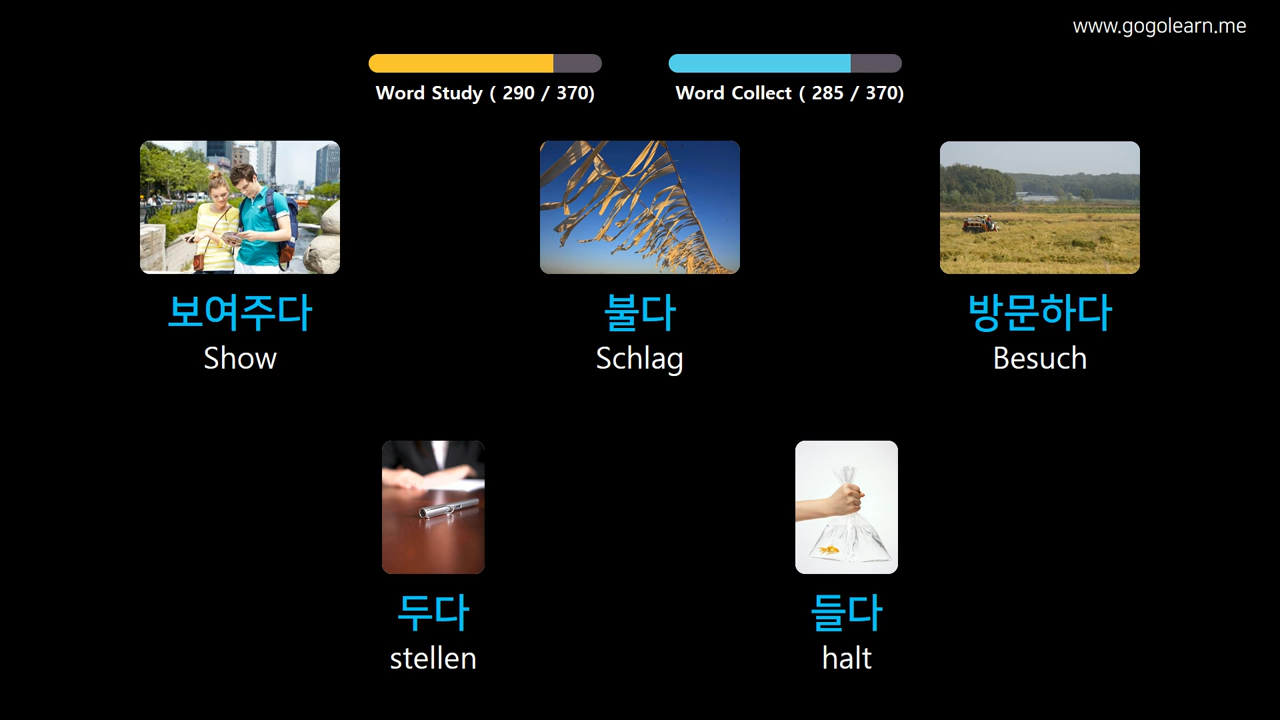 www.gogolearn.me
Word Study ( 290 / 370)
Word Collect ( 285 / 370)
보여주다
Show
불다
Schlag
방문하다
Besuch
두다
stellen
들다
halt